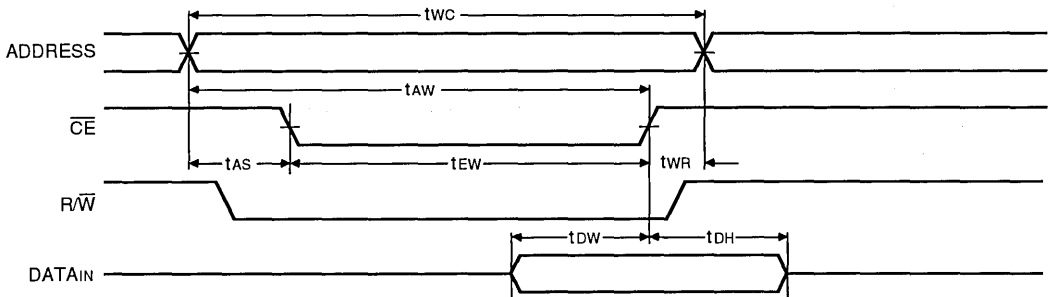 tWC
ADDRESS
tAW
CE
tAS tEW tWR
R/W
tDW tDH
DATAIN